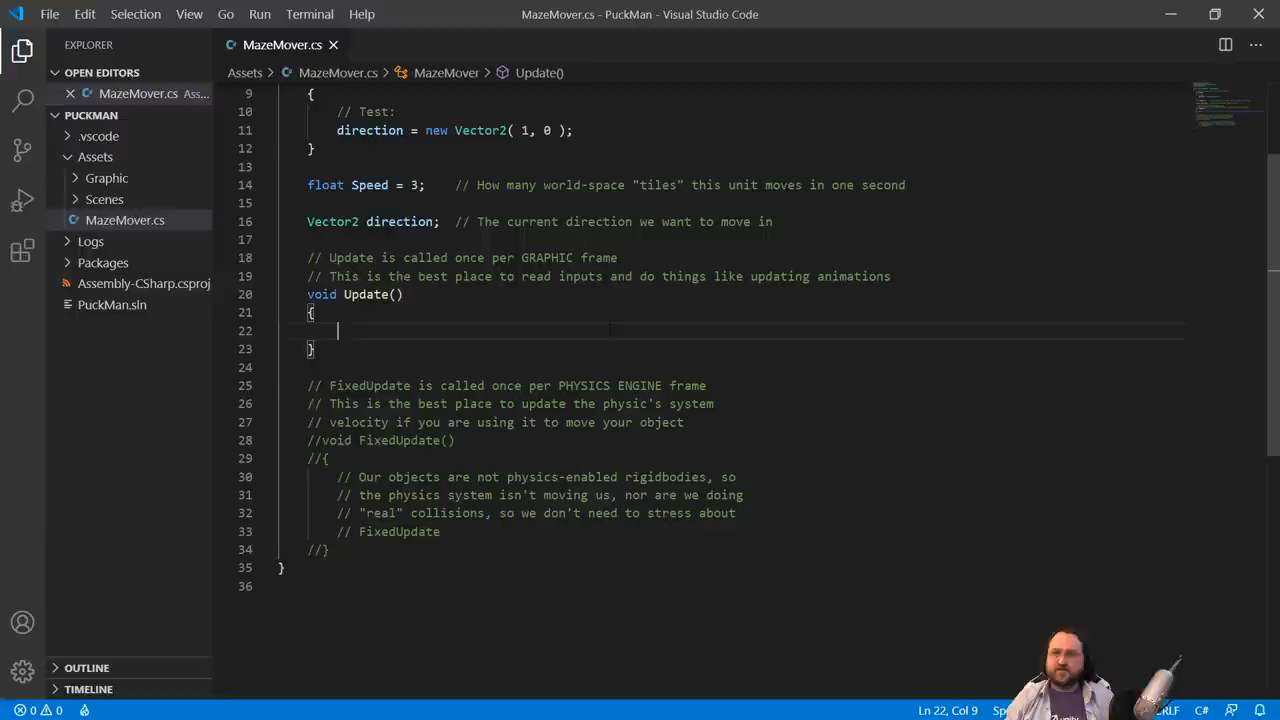 File Edit Selection View Go Run Terminal Help
MazeMover.cs - PuckMan - Visual Studio Code
EXPLORER
OPEN EDITORS
MazeMover.cs Ass...
PUCKMAN
.vscode
Assets
Graphic
Scenes
MazeMover.cs
Logs
Packages
Assembly-CSharp.csproj
PuckMan.sln
OUTLINE
TIMELINE
MazeMover.cs
Assets > MazeMover.cs > MazeMover > Update()
9 {
10 // Test:
11 direction = new Vector2( 1, 0 );
12 }
13
14 float Speed = 3; // How many world-space "tiles" this unit moves in one second
15
16 Vector2 direction; // The current direction we want to move in
17
18 // Update is called once per GRAPHIC frame
19 // This is the best place to read inputs and do things like updating animations
20 void Update()
21 {
22
23 }
24
25 // FixedUpdate is called once per PHYSICS ENGINE frame
26 // This is the best place to update the physic's system
27 // velocity if you are using it to move your object
28 //void FixedUpdate()
29 //{
30 // Our objects are not physics-enabled rigidbodies, so
31 // the physics system isn't moving us, nor are we doing
32 // "real" collisions, so we don't need to stress about
33 // FixedUpdate
34 //}
35 }
36
0 0 Ln 22, Col 9 C#